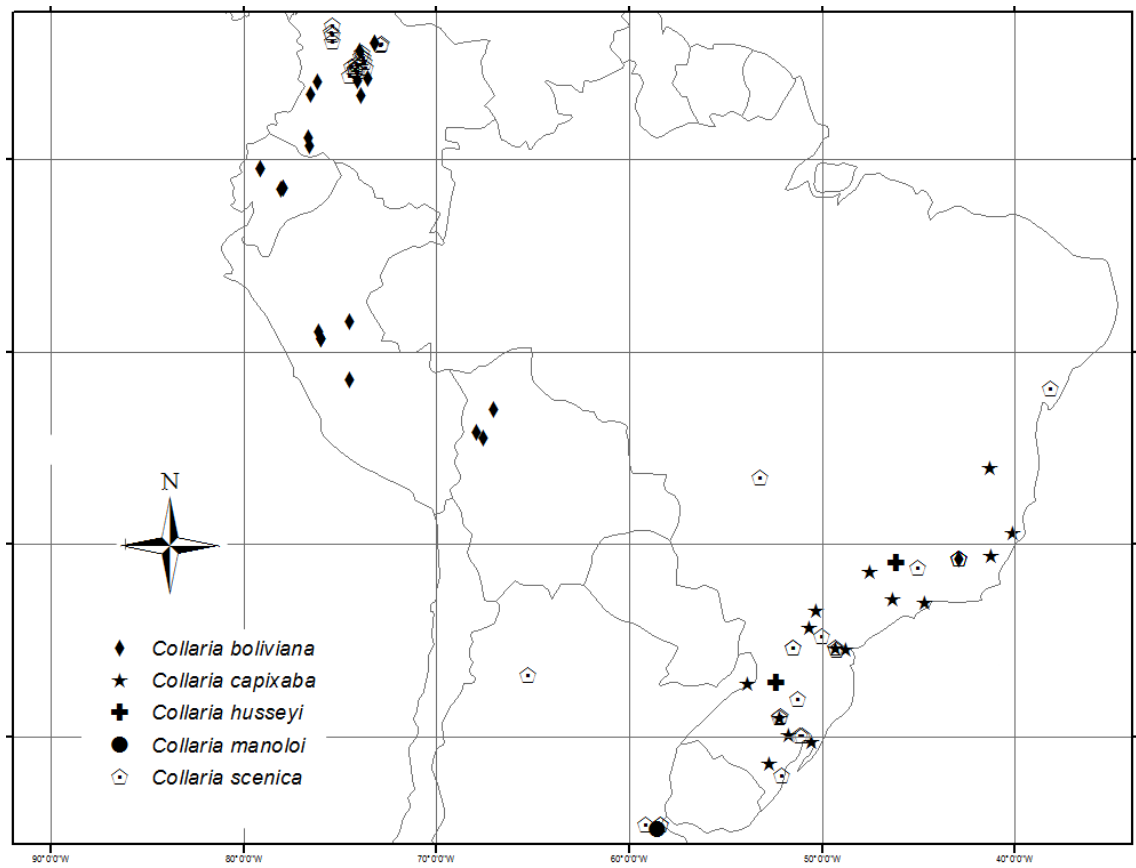 N
Collaria boliviana
Collaria capixaba
Collaria husseyi
Collaria manoloi
Collaria scenica
90°0'0"W 80°0'0"W 70°0'0"W 60°0'0"W 50°0'0"W 40°0'0"W